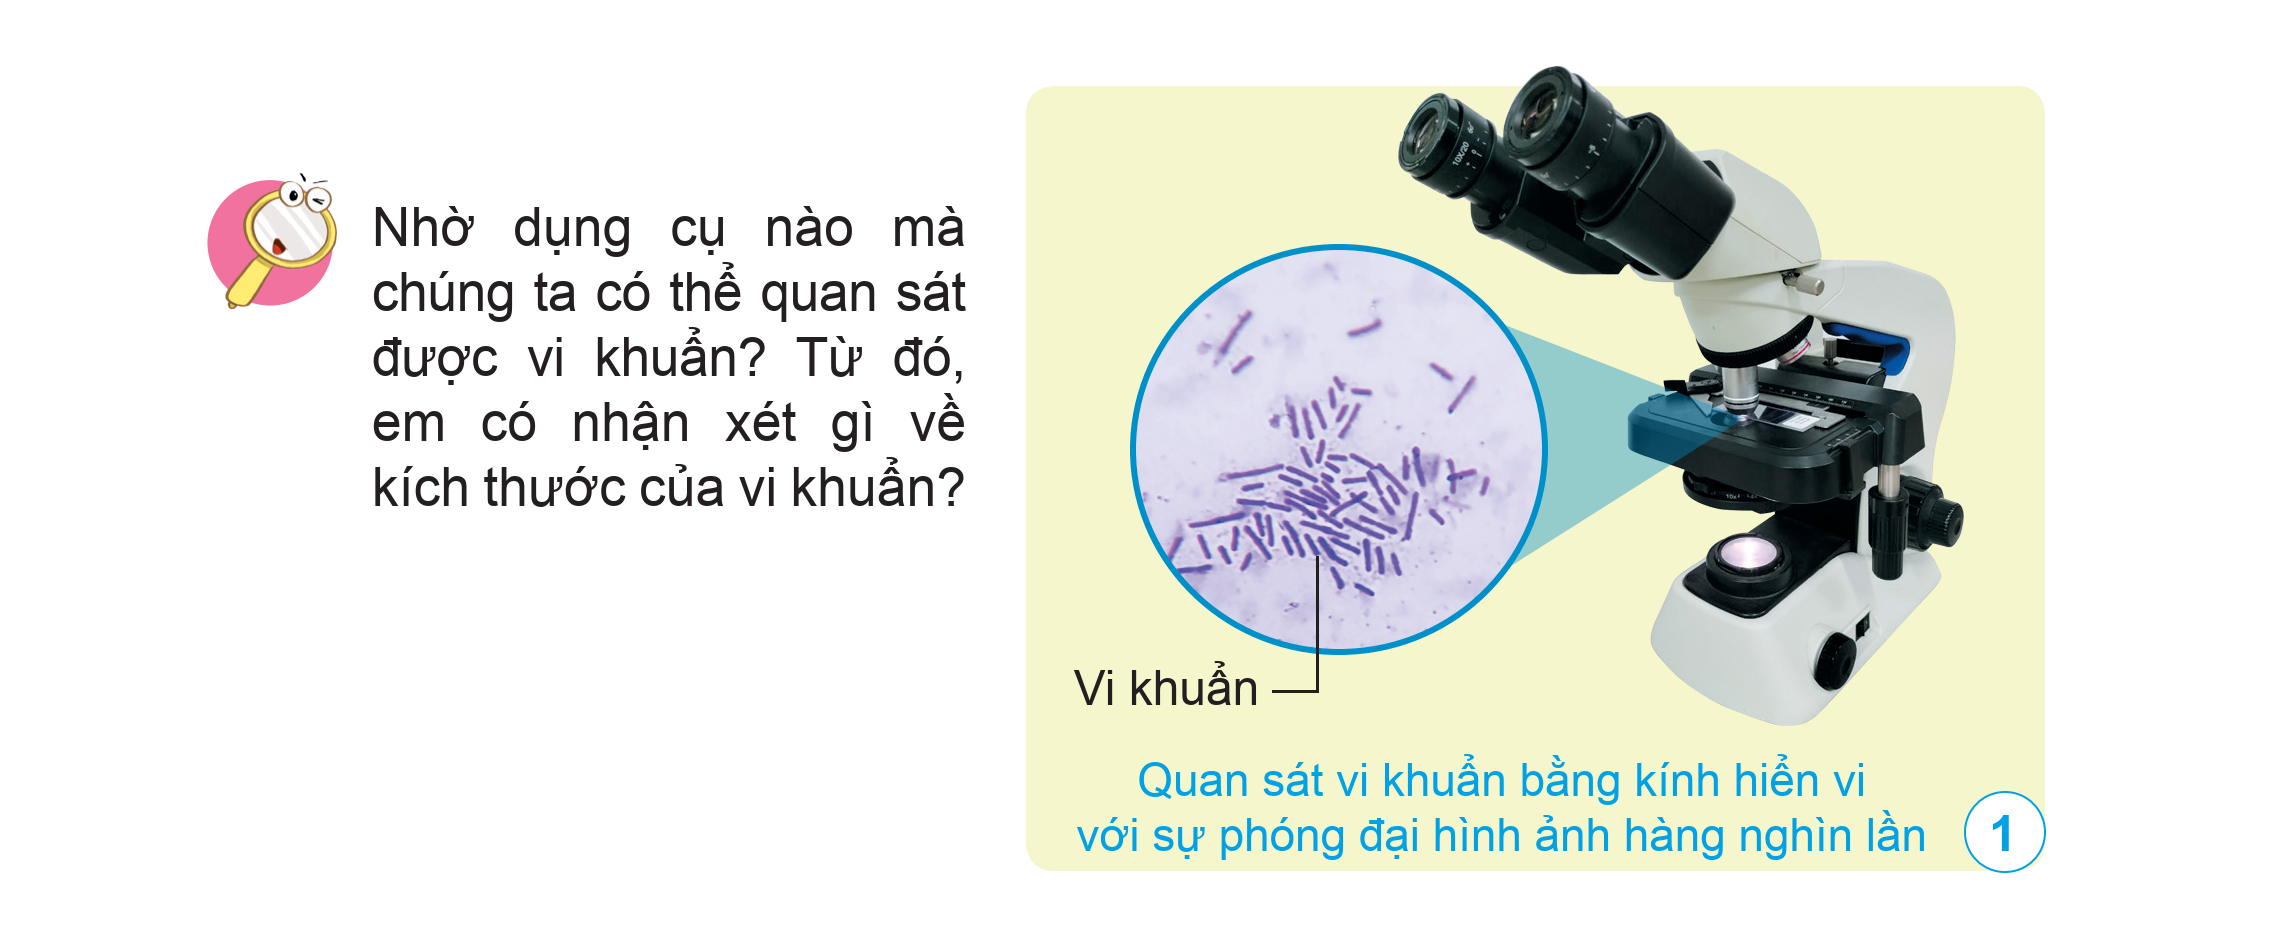 Nhờ dụng cụ nào mà
chúng ta có thể quan sát
được vi khuẩn? Từ đó,
em có nhận xét gì về
kích thước của vi khuẩn?
10X/20
Vi khuẩn
Quan sát vi khuẩn bằng kính hiển vi
với sự phóng đại hình ảnh hàng nghìn lần
1